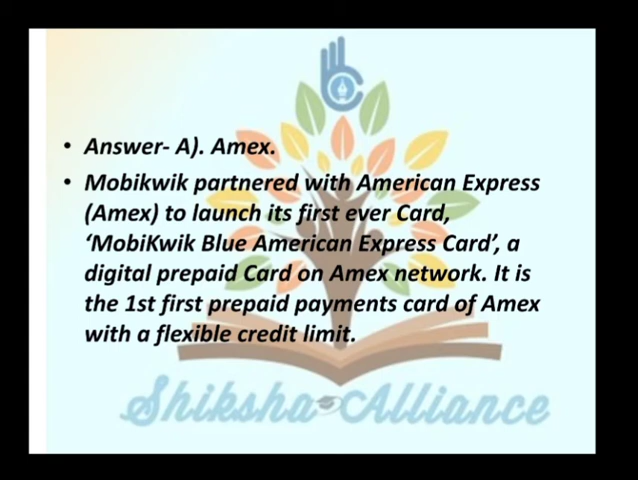 • Answer- A). Amex.
• Mobikwik partnered with American Express
(Amex) to launch its first ever Card,
‘MobiKwik Blue American Express Card’, a
digital prepaid Card on Amex network. It is
the 1st first prepaid payments card of Amex
with a flexible credit limit.
Shiksha Alliance